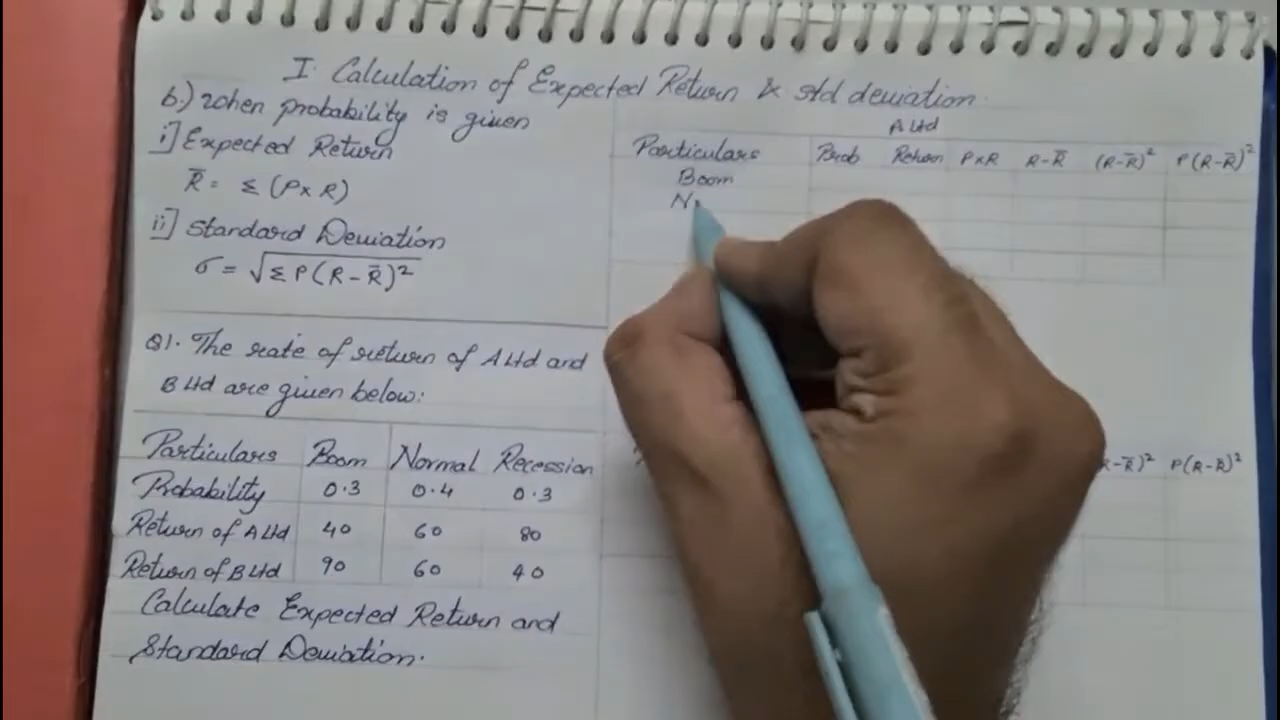 I. Calculation of Expected Return & std deviation.
b.) when probability is given
i] Expected Return
R̄ = Σ (P×R)
ii] Standard Deviation
σ = √ΣP(R-R̄)²
Q1. The rate of return of A Ltd and
B Ltd are given below:
Particulars Boom Normal Recession
Probability 0.3 0.4 0.3
Return of A Ltd 40 60 80
Return of B Ltd 90 60 40
Calculate Expected Return and
Standard Deviation.
A Ltd
Particulars Prob Return P×R R-R̄ (R-R̄)² P(R-R̄)²
Boom
N
P(R-R̄)²